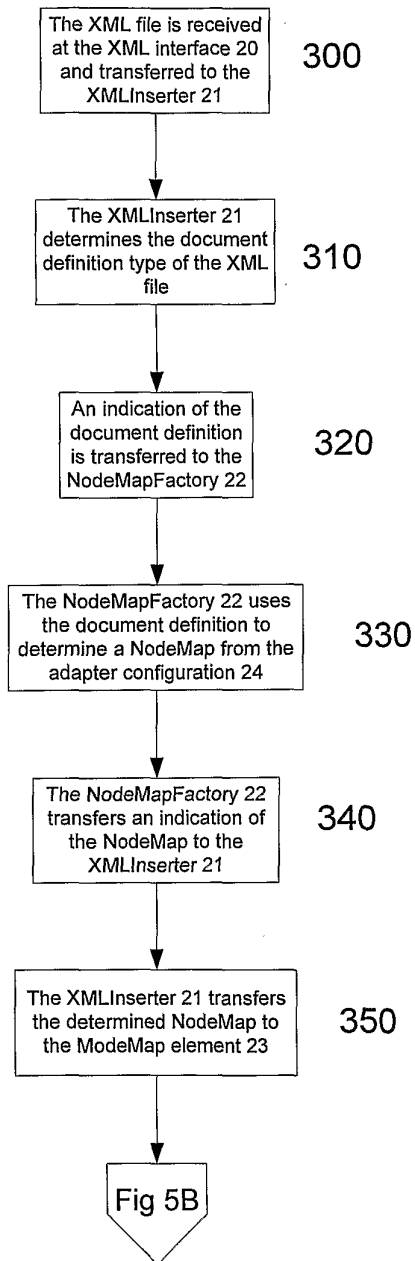 The XML file is received
at the XML interface 20
and transferred to the
XMLInserter 21
300
The XMLInserter 21
determines the document
definition type of the XML
file
310
An indication of the
document definition
is transferred to the
NodeMapFactory 22
320
The NodeMapFactory 22 uses
the document definition to
determine a NodeMap from the
adapter configuration 24
330
The NodeMapFactory 22
transfers an indication of
the NodeMap to the
XMLInserter 21
340
The XMLInserter 21 transfers
the determined NodeMap to
the ModeMap element 23
350
Fig 5B